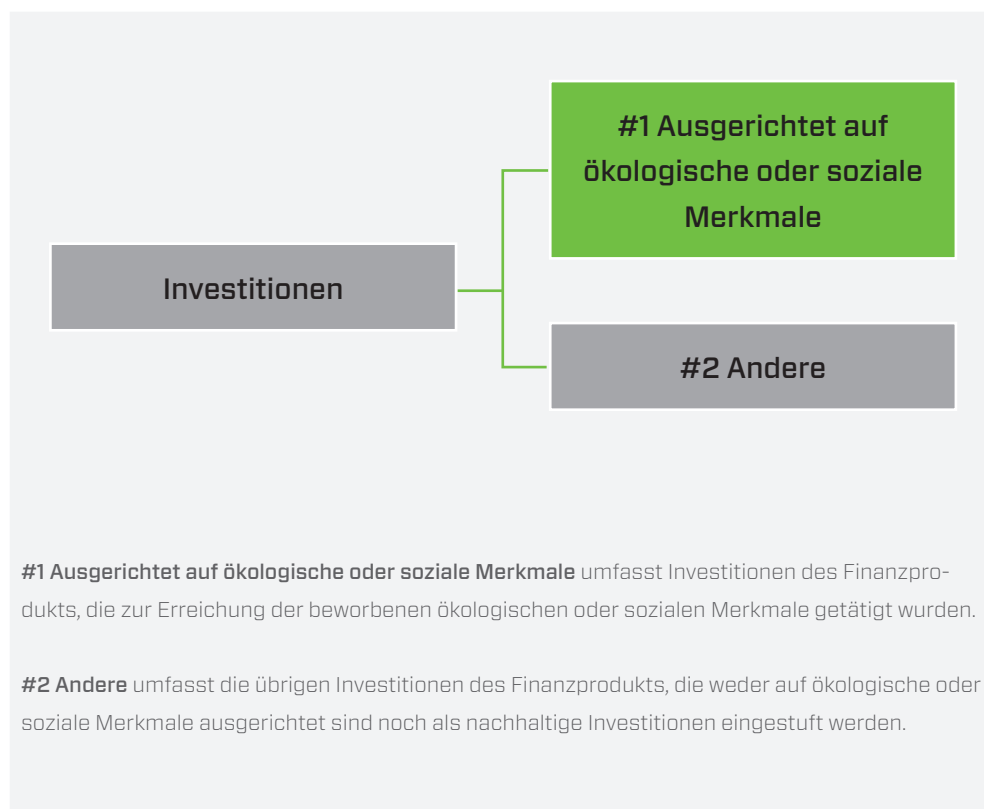 #1 Ausgerichtet auf
ökologische oder soziale
Merkmale
Investitionen
#2 Andere
#1 Ausgerichtet auf ökologische oder soziale Merkmale umfasst Investitionen des Finanzpro-
dukts, die zur Erreichung der beworbenen ökologischen oder sozialen Merkmale getätigt wurden.
#2 Andere umfasst die übrigen Investitionen des Finanzprodukts, die weder auf ökologische oder
soziale Merkmale ausgerichtet sind noch als nachhaltige Investitionen eingestuft werden.